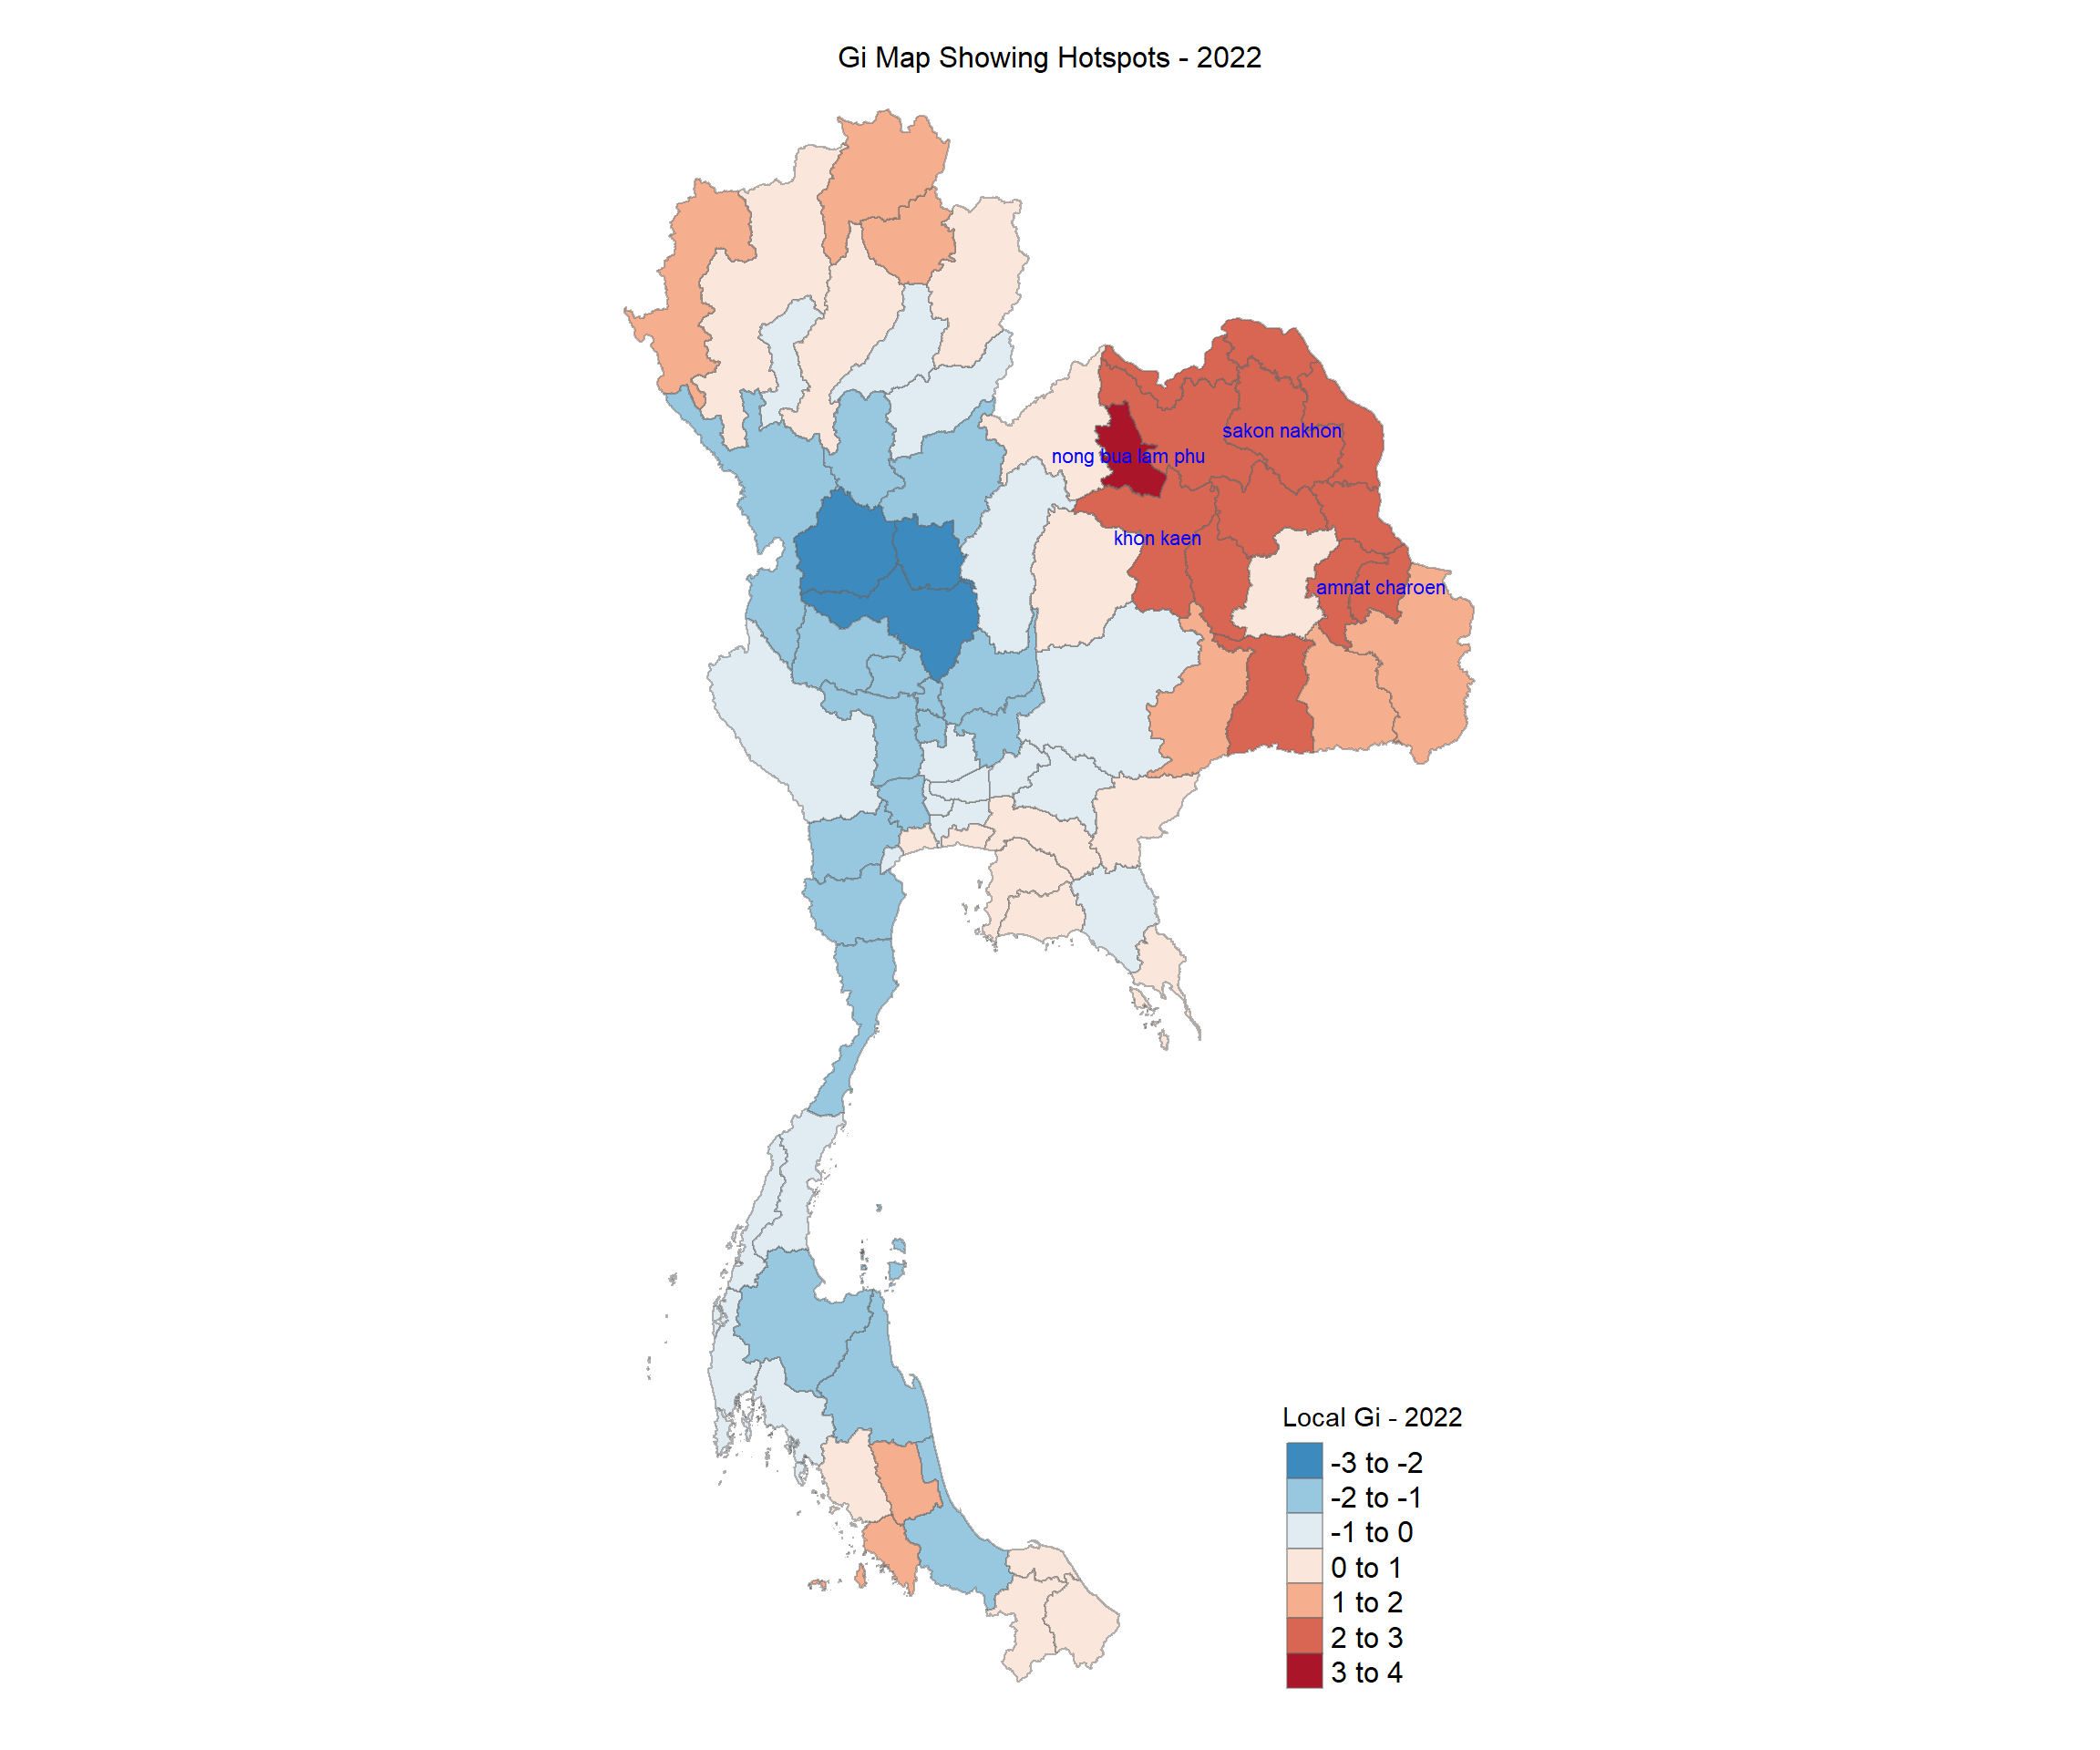 Gi Map Showing Hotspots - 2022
sakon nakhon
nong bua lam phu
khon kaen
amnat charoen
Local Gi - 2022
-3 to -2
-2 to -1
-1 to 0
0 to 1
1 to 2
2 to 3
3 to 4